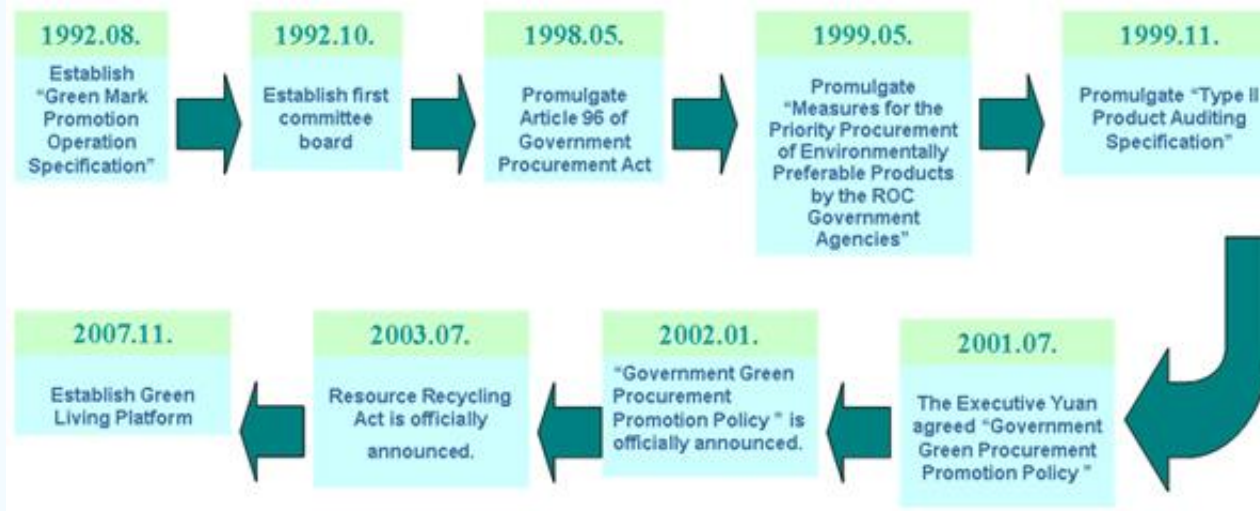 1992.08.
Establish
“Green Mark
Promotion
Operation
Specification”
1992.10.
Establish first
committee
board
1998.05.
Promulgate
Article 96 of
Government
Procurement Act
1999.05.
Promulgate
“Measures for the
Priority Procurement
of Environmentally
Preferable Products
by the ROC
Government
Agencies”
1999.11.
Promulgate “Type II
Product Auditing
Specification”
2001.07.
The Executive Yuan
agreed “Government
Green Procurement
Promotion Policy ”
2002.01.
“Government Green
Procurement
Promotion Policy ” is
officially announced.
2003.07.
Resource Recycling
Act is officially
announced.
2007.11.
Establish Green
Living Platform